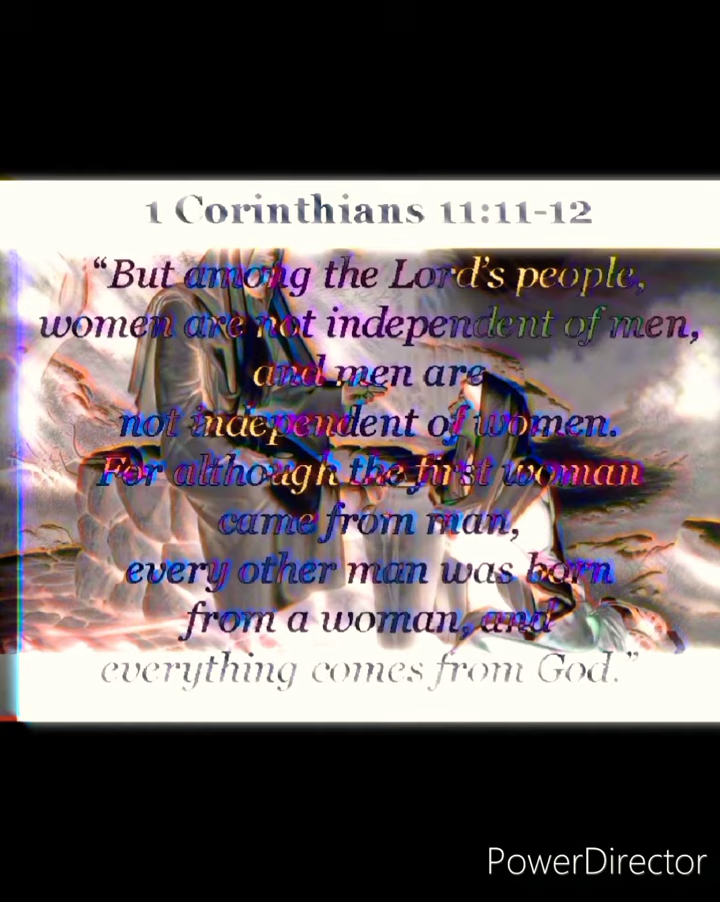 1 Corinthians 11:11-12
“But among the Lord’s people,
women are not independent of men,
and men are
not independent of women.
For although the first woman
came from man,
every other man was born
from a woman, and
everything comes from God.”
PowerDirector